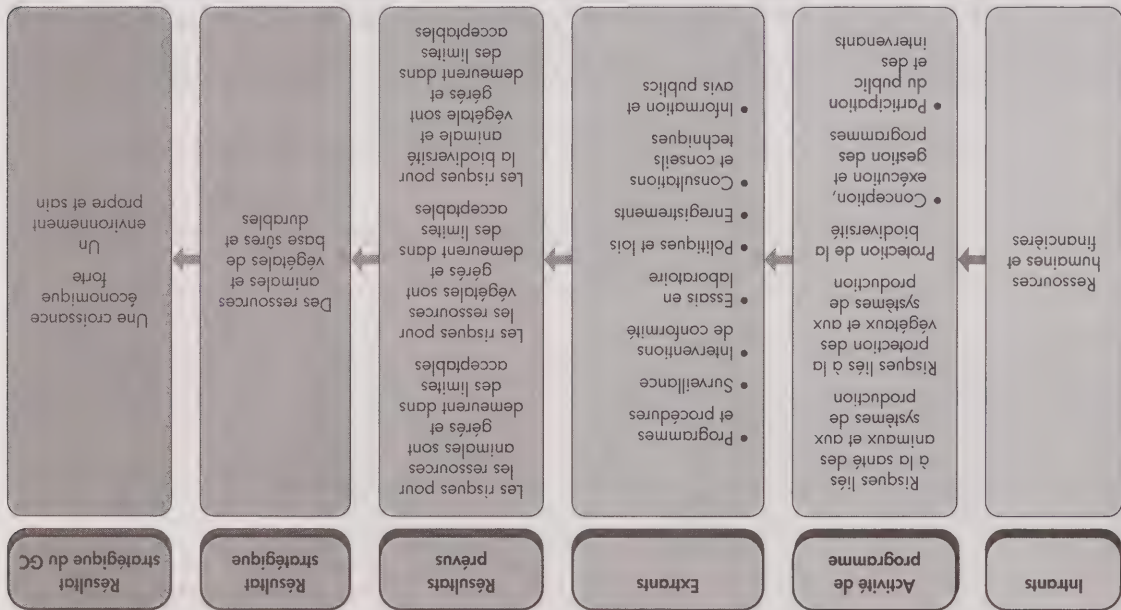 Intrants
Ressources
humaines et
financières
Activité de
programme
Risques liés
à la santé des
animaux et aux
systèmes de
production
Risques liés à la
protection des
végétaux et aux
systèmes de
production
Protection de la
biodiversité
• Conception,
exécution et
gestion des
programmes
• Participation
du public
et des
intervenants
Extrants
• Programmes
et procédures
• Surveillance
• Interventions
de conformité
• Essais en
laboratoire
• Politiques et lois
• Enregistrements
• Consultations
et conseils
techniques
• Information et
avis publics
Résultats
prévus
Les risques pour
les ressources
animales sont
gérés et
demeurent dans
des limites
acceptables
Les risques pour
les ressources
végétales sont
gérés et
demeurent dans
des limites
acceptables
Les risques pour
la biodiversité
animale et
végétale sont
gérés et
demeurent dans
des limites
acceptables
Résultat
stratégique
Des ressources
animales et
végétales de
base sûres et
durables
Résultat
stratégique du GC
Une croissance
économique
forte
Un
environnement
propre et sain